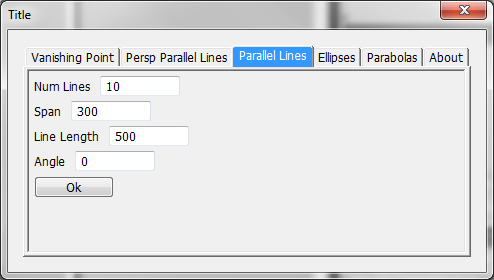 Title
Vanishing Point Persp Parallel Lines Parallel Lines Ellipses Parabolas About
Num Lines 10
Span 300
Line Length 500
Angle 0
Ok